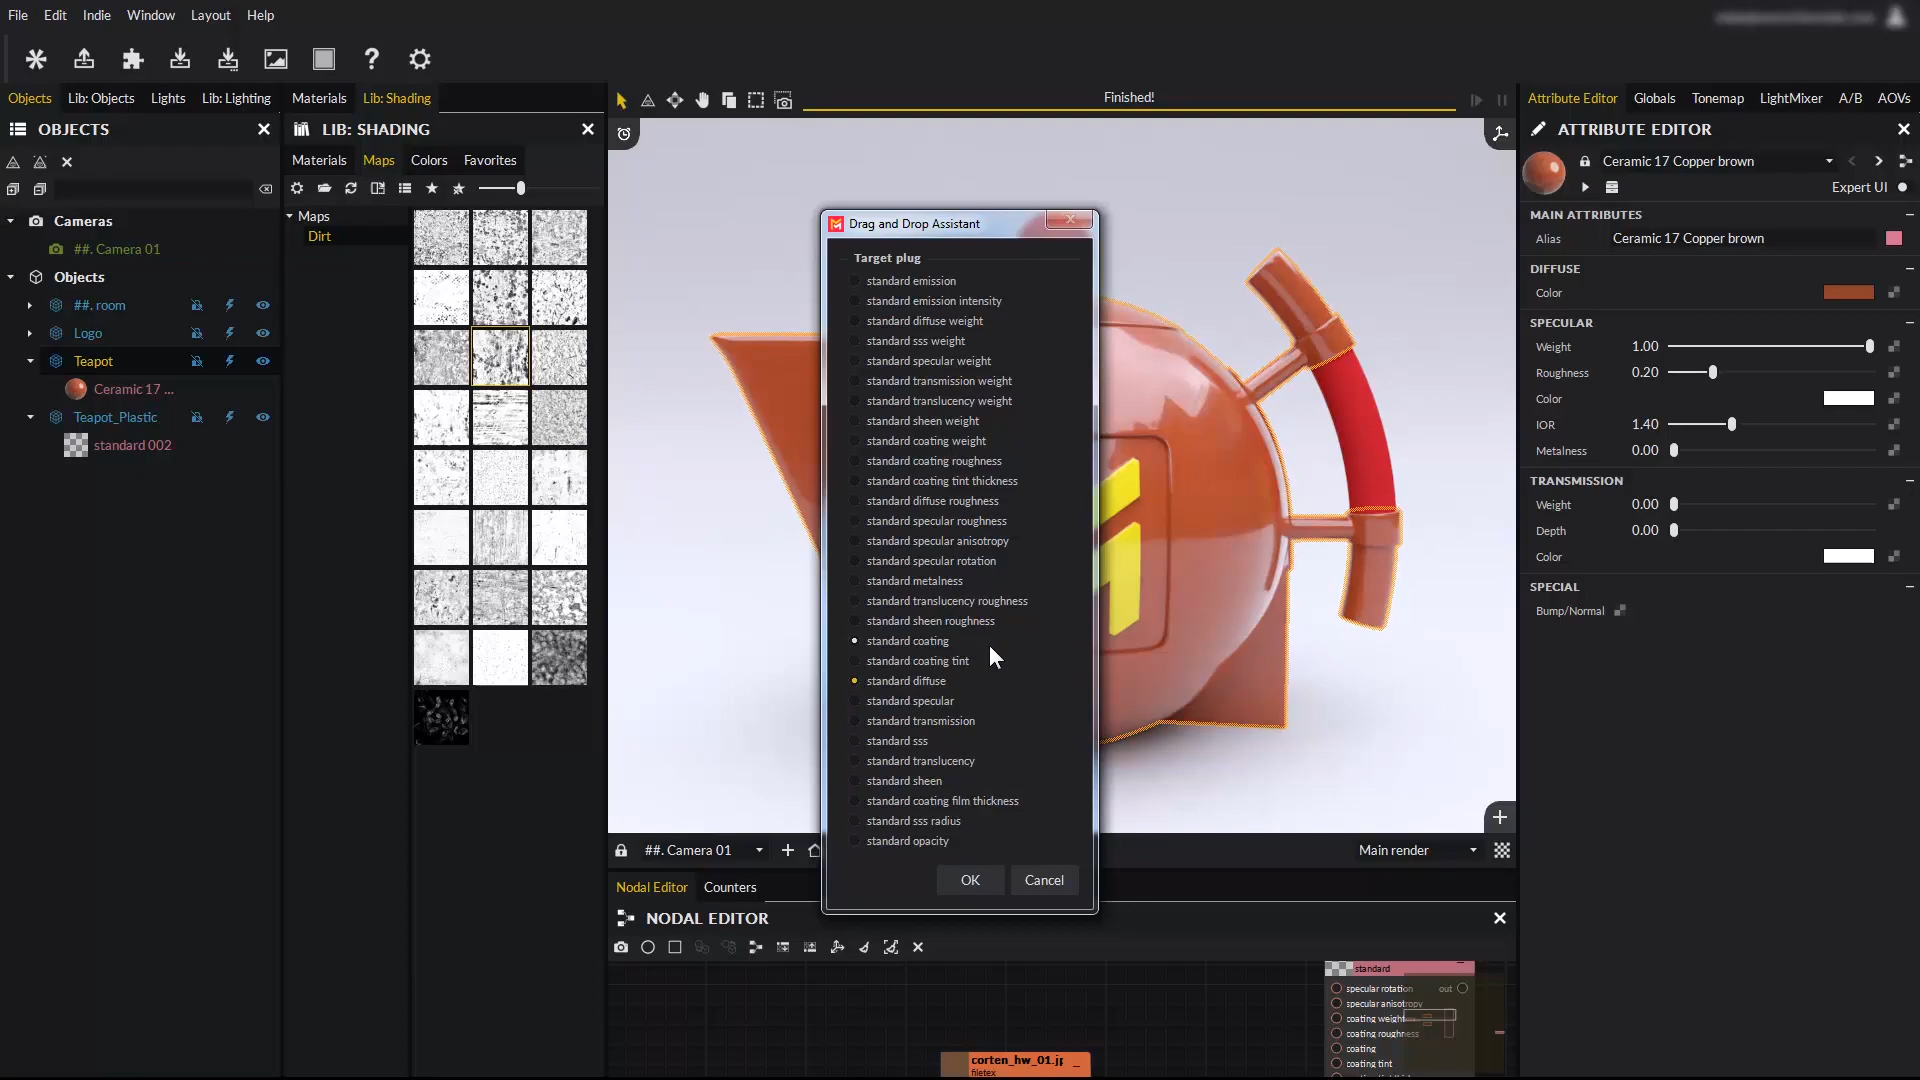 File Edit Indie Window Layout Help
Objects Lib: Objects Lights Lib: Lighting
OBJECTS
Cameras
##. Camera 01
Objects
##. room
Logo
Teapot
Ceramic 17 ...
Teapot_Plastic
standard 002
Materials Lib: Shading
LIB: SHADING
Materials Maps Colors Favorites
Maps
Dirt
Finished!
Drag and Drop Assistant
Target plug
standard emission
standard emission intensity
standard diffuse weight
standard sss weight
standard specular weight
standard transmission weight
standard translucency weight
standard sheen weight
standard coating weight
standard coating roughness
standard coating tint thickness
standard diffuse roughness
standard specular roughness
standard specular anisotropy
standard specular rotation
standard metalness
standard translucency roughness
standard sheen roughness
standard coating
standard coating tint
standard diffuse
standard specular
standard transmission
standard sss
standard translucency
standard sheen
standard coating film thickness
standard sss radius
standard opacity
OK Cancel
##. Camera 01
Main render
Nodal Editor Counters
NODAL EDITOR
standard
specular rotation out
specular anisotropy
coating weight
coating roughness
coating
coating tint
corten_hw_01.j
filetex
Attribute Editor Globals Tonemap LightMixer A/B AOVs
ATTRIBUTE EDITOR
Ceramic 17 Copper brown
Expert UI
MAIN ATTRIBUTES
Alias Ceramic 17 Copper brown
DIFFUSE
Color
SPECULAR
Weight 1.00
Roughness 0.20
Color
IOR 1.40
Metalness 0.00
TRANSMISSION
Weight 0.00
Depth 0.00
Color
SPECIAL
Bump/Normal